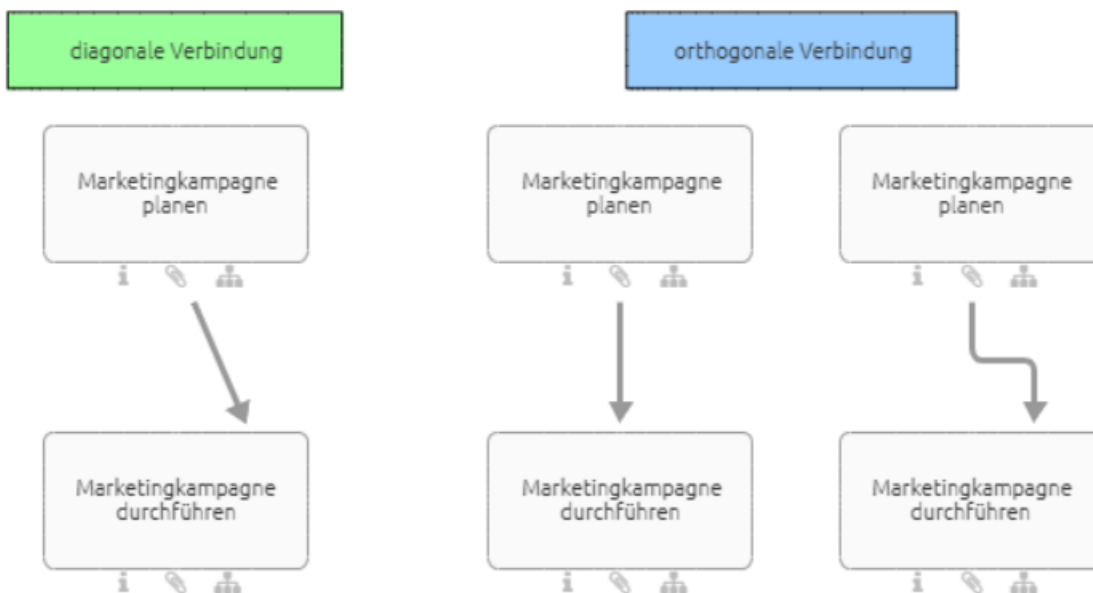 diagonale Verbindung
orthogonale Verbindung
Marketingkampagne
planen
Marketingkampagne
planen
Marketingkampagne
planen
Marketingkampagne
durchführen
Marketingkampagne
durchführen
Marketingkampagne
durchführen